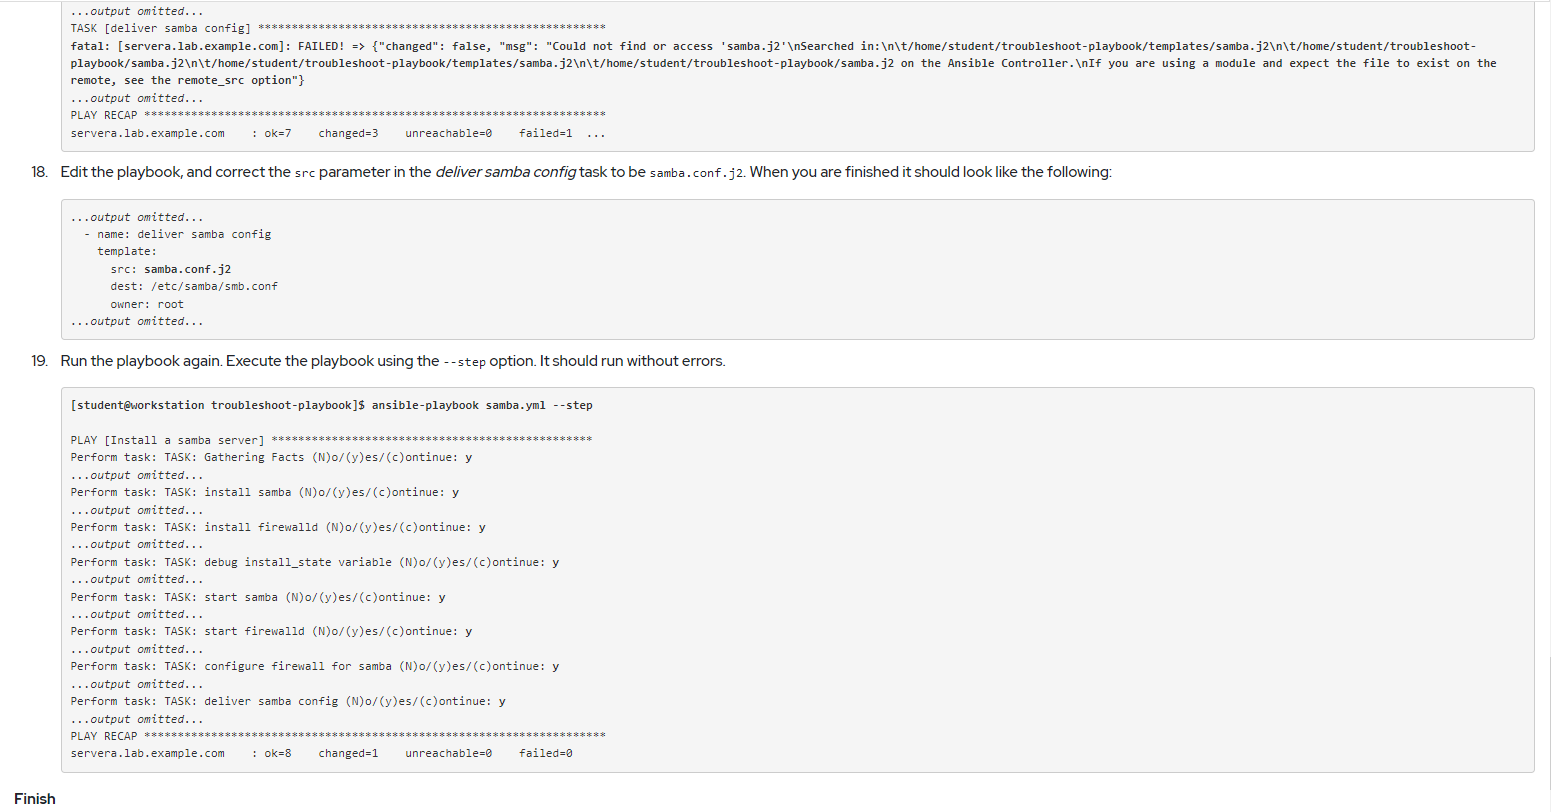 ...output omitted...
TASK [deliver samba config] ****************************************************
fatal: [servera.lab.example.com]: FAILED! => {"changed": false, "msg": "Could not find or access 'samba.j2'\nSearched in:\n\t/home/student/troubleshoot-playbook/templates/samba.j2\n\t/home/student/troubleshoot-
playbook/samba.j2\n\t/home/student/troubleshoot-playbook/templates/samba.j2\n\t/home/student/troubleshoot-playbook/samba.j2 on the Ansible Controller.\nIf you are using a module and expect the file to exist on the
remote, see the remote_src option"}
...output omitted...
PLAY RECAP *********************************************************************
servera.lab.example.com    : ok=7    changed=3    unreachable=0    failed=1  ...
18. Edit the playbook, and correct the src parameter in the deliver samba config task to be samba.conf.j2. When you are finished it should look like the following:
...output omitted...
  - name: deliver samba config
    template:
      src: samba.conf.j2
      dest: /etc/samba/smb.conf
      owner: root
...output omitted...
19. Run the playbook again. Execute the playbook using the --step option. It should run without errors.
[student@workstation troubleshoot-playbook]$ ansible-playbook samba.yml --step
PLAY [Install a samba server] ************************************************
Perform task: TASK: Gathering Facts (N)o/(y)es/(c)ontinue: y
...output omitted...
Perform task: TASK: install samba (N)o/(y)es/(c)ontinue: y
...output omitted...
Perform task: TASK: install firewalld (N)o/(y)es/(c)ontinue: y
...output omitted...
Perform task: TASK: debug install_state variable (N)o/(y)es/(c)ontinue: y
...output omitted...
Perform task: TASK: start samba (N)o/(y)es/(c)ontinue: y
...output omitted...
Perform task: TASK: start firewalld (N)o/(y)es/(c)ontinue: y
...output omitted...
Perform task: TASK: configure firewall for samba (N)o/(y)es/(c)ontinue: y
...output omitted...
Perform task: TASK: deliver samba config (N)o/(y)es/(c)ontinue: y
...output omitted...
PLAY RECAP *********************************************************************
servera.lab.example.com    : ok=8    changed=1    unreachable=0    failed=0
Finish